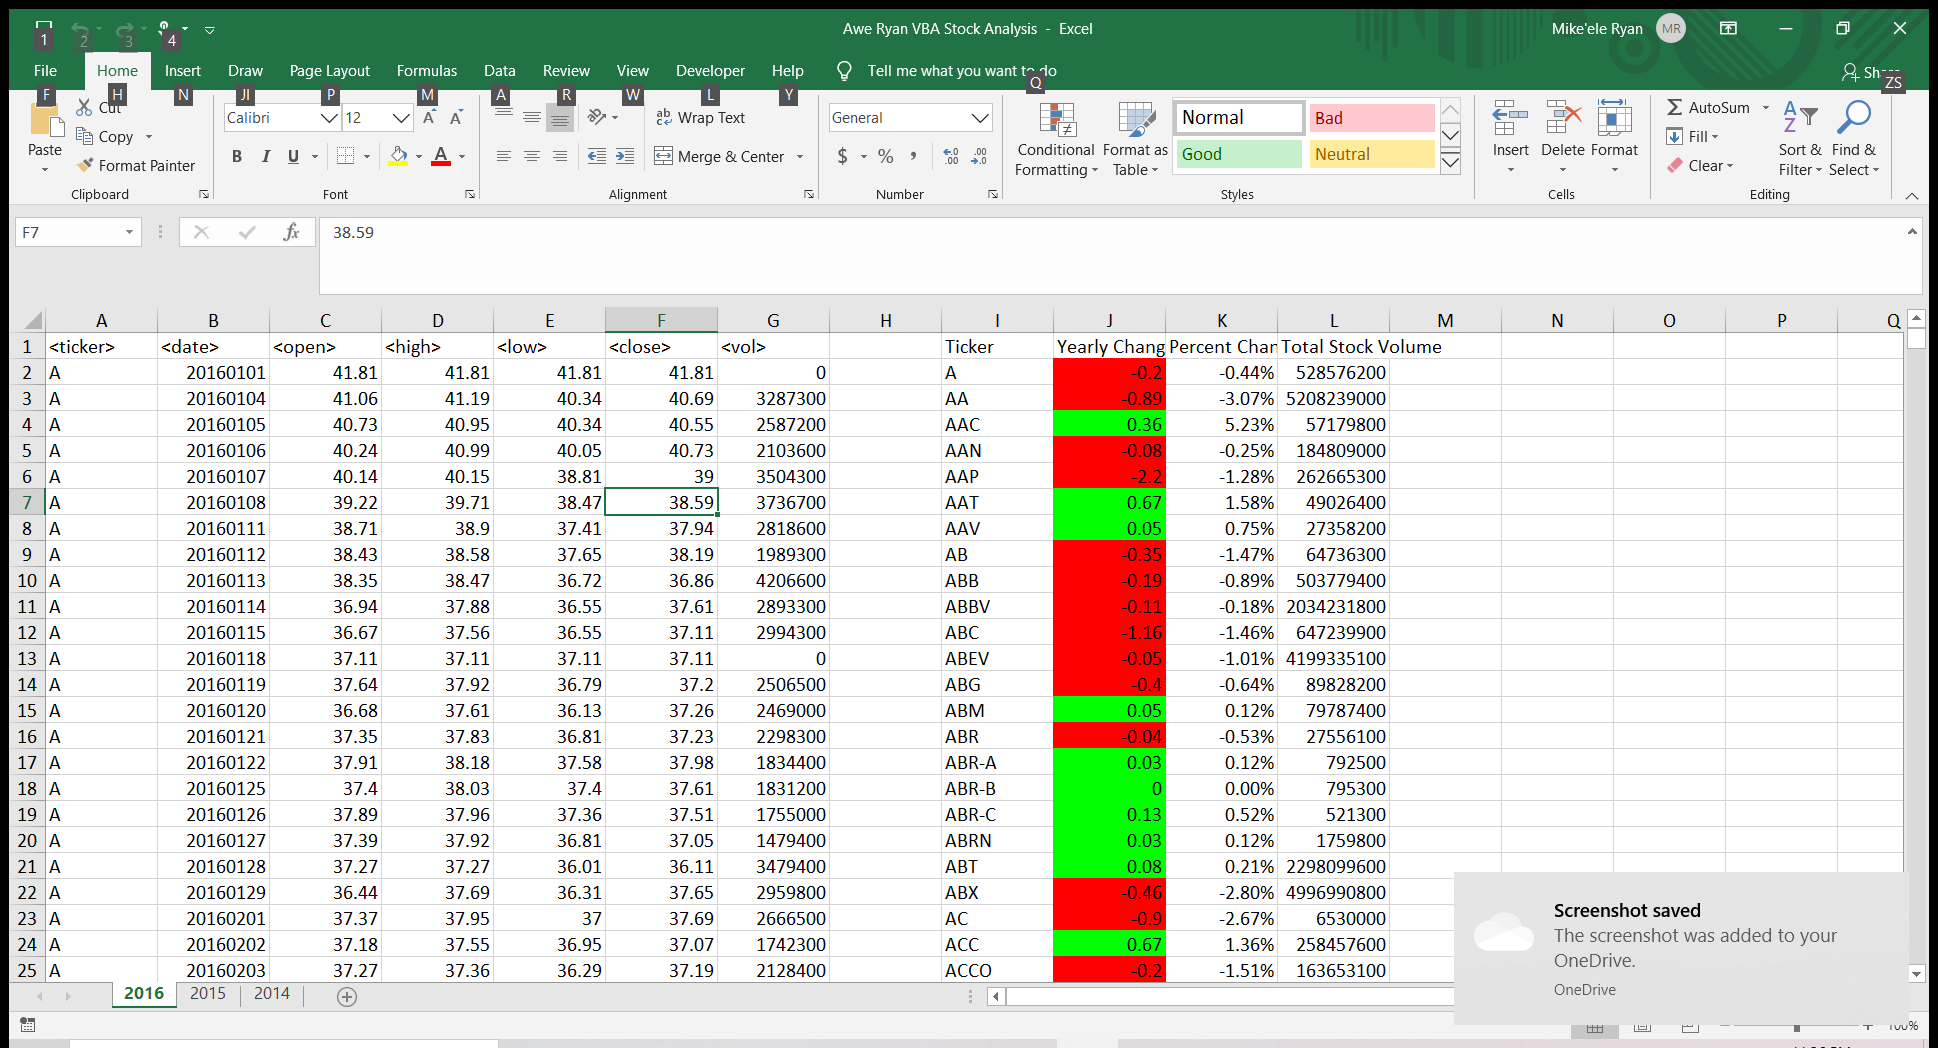 Awe Ryan VBA Stock Analysis - Excel
Mike'ele Ryan MR
1 2 3 4
File Home Insert Draw Page Layout Formulas Data Review View Developer Help Tell me what you want to do
F H N JI P M A R W L Y Q ZS
Paste
Cut
Copy
Format Painter
Clipboard
Calibri 12
B I U
Font
Wrap Text
Merge & Center
Alignment
General
$ % ,
Number
Conditional Formatting
Format as Table
Normal Bad
Good Neutral
Styles
Insert Delete Format
Cells
AutoSum
Fill
Clear
Sort & Filter
Find & Select
Editing
F7 fx 38.59
A B C D E F G H I J K L M N O P Q
1 <ticker> <date> <open> <high> <low> <close> <vol> Ticker Yearly Chang Percent Char Total Stock Volume
2 A 20160101 41.81 41.81 41.81 41.81 0 A -0.2 -0.44% 528576200
3 A 20160104 41.06 41.19 40.34 40.69 3287300 AA -0.89 -3.07% 5208239000
4 A 20160105 40.73 40.95 40.34 40.55 2587200 AAC 0.36 5.23% 57179800
5 A 20160106 40.24 40.99 40.05 40.73 2103600 AAN -0.08 -0.25% 184809000
6 A 20160107 40.14 40.15 38.81 39 3504300 AAP -2.2 -1.28% 262665300
7 A 20160108 39.22 39.71 38.47 38.59 3736700 AAT 0.67 1.58% 49026400
8 A 20160111 38.71 38.9 37.41 37.94 2818600 AAV 0.05 0.75% 27358200
9 A 20160112 38.43 38.58 37.65 38.19 1989300 AB -0.35 -1.47% 64736300
10 A 20160113 38.35 38.47 36.72 36.86 4206600 ABB -0.19 -0.89% 503779400
11 A 20160114 36.94 37.88 36.55 37.61 2893300 ABBV -0.11 -0.18% 2034231800
12 A 20160115 36.67 37.56 36.55 37.11 2994300 ABC -1.16 -1.46% 647239900
13 A 20160118 37.11 37.11 37.11 37.11 0 ABEV -0.05 -1.01% 4199335100
14 A 20160119 37.64 37.92 36.79 37.2 2506500 ABG -0.4 -0.64% 89828200
15 A 20160120 36.68 37.61 36.13 37.26 2469000 ABM 0.05 0.12% 79787400
16 A 20160121 37.35 37.83 36.81 37.23 2298300 ABR -0.04 -0.53% 27556100
17 A 20160122 37.91 38.18 37.58 37.98 1834400 ABR-A 0.03 0.12% 792500
18 A 20160125 37.4 38.03 37.4 37.61 1831200 ABR-B 0 0.00% 795300
19 A 20160126 37.89 37.96 37.36 37.51 1755000 ABR-C 0.13 0.52% 521300
20 A 20160127 37.39 37.92 36.81 37.05 1479400 ABRN 0.03 0.12% 1759800
21 A 20160128 37.27 37.27 36.01 36.11 3479400 ABT 0.08 0.21% 2298099600
22 A 20160129 36.44 37.69 36.31 37.65 2959800 ABX -0.46 -2.80% 4996990800
23 A 20160201 37.37 37.95 37 37.69 2666500 AC -0.9 -2.67% 6530000
24 A 20160202 37.18 37.55 36.95 37.07 1742300 ACC 0.67 1.36% 258457600
25 A 20160203 37.27 37.36 36.29 37.19 2128400 ACCO -0.2 -1.51% 163653100
2016 2015 2014
Screenshot saved
The screenshot was added to your
OneDrive.
OneDrive
100%